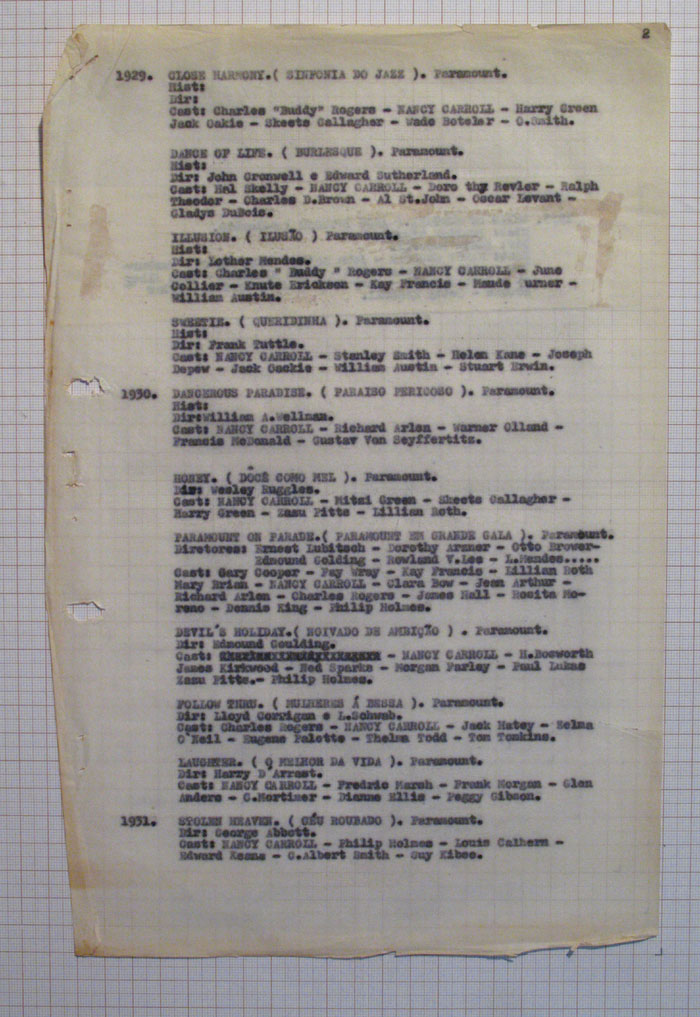 2
1929. CLOSE HARMONY.( SINFONIA DO JAZZ ). Paramount.
Hist:
Dir:
Cast: Charles "Buddy" Rogers - NANCY CARROLL - Harry Green
Jack Oakie - Skeets Gallagher - Wade Boteler - O.Smith.
DANCE OF LIFE. ( BURLESQUE ). Paramount.
Hist:
Dir: John Cromwell e Edward Sutherland.
Cast: Hal Skelly - NANCY CARROLL - Doro thy Revier - Ralph
Theodor - Charles D.Brown - Al St.John - Oscar Levant -
Gladys DuBois.
ILLUSION. ( ILUSÃO ) Paramount.
Hist:
Dir: Lothar Mendes.
Cast: Charles " Buddy " Rogers - NANCY CARROLL - June
Collier - Knute Erickson - Kay Francis - Maude Turner -
William Austin.
SWEETIE. ( QUERIDINHA ). Paramount.
Hist:
Dir: Frank Tuttle.
Cast: NANCY CARROLL - Stanley Smith - Helen Kane - Joseph
Depew - Jack Oackie - William Austin - Stuart Erwin.
1930. DANGEROUS PARADISE. ( PARAISO PERIGOSO ). Paramount.
Hist:
Dir:William A.Wellman.
Cast: NANCY CARROLL - Richard Arlen - Warner Olland -
Francis McDonald - Gustav Von Seyffertitz.
HONEY. ( DÔCE COMO MEL ). Paramount.
Dir: Wesley Ruggles.
Cast: NANCY CARROLL - Mitzi Green - Skeets Gallagher -
Harry Green - Zasu Pitts - Lillian Roth.
PARAMOUNT ON PARADE.( PARAMOUNT EM GRANDE GALA ). Paramount.
Diretores: Ernest Lubitsch - Dorothy Arzner - Otto Brower-
Edmound Golding - Rowland V.Lee - L.Mendes.....
Cast: Gary Cooper - Fay Wray - Kay Francis - Lillian Roth
Mary Brian - NANCY CARROLL - Clara Bow - Jean Arthur -
Richard Arlen - Charles Rogers - James Hall - Rosita Mo-
reno - Dennis King - Philip Holmes.
DEVIL'S HOLIDAY.( NOIVADO DE AMBIÇÃO ) . Paramount.
Dir: Edmound Goulding.
Cast: - NANCY CARROLL - H.Bosworth
James Kirkwood - Ned Sparks - Morgan Farley - Paul Lukas
Zasu Pitts.- Philip Holmes.
FOLLOW THRU. ( MULHERES Á BESSA ). Paramount.
Dir: Lloyd Corrigan e L.Schwab.
Cast: Charles Rogers - NANCY CARROLL - Jack Haley - Zelma
O'Neil - Eugene Palette - Thelma Todd - Tom Tomkins.
LAUGHTER. ( O MELHOR DA VIDA ). Paramount.
Dir: Harry D'Arrast.
Cast: NANCY CARROLL - Fredric Marsh - Frank Morgan - Glen
Anders - C.Mortimer - Dianne Ellis - Peggy Gibson.
1931. STOLEN HEAVEN. ( CÉU ROUBADO ). Paramount.
Dir: George Abbott.
Cast: NANCY CARROLL - Philip Holmes - Louis Calhern -
Edward Keane - C.Albert Smith - Guy Kibee.